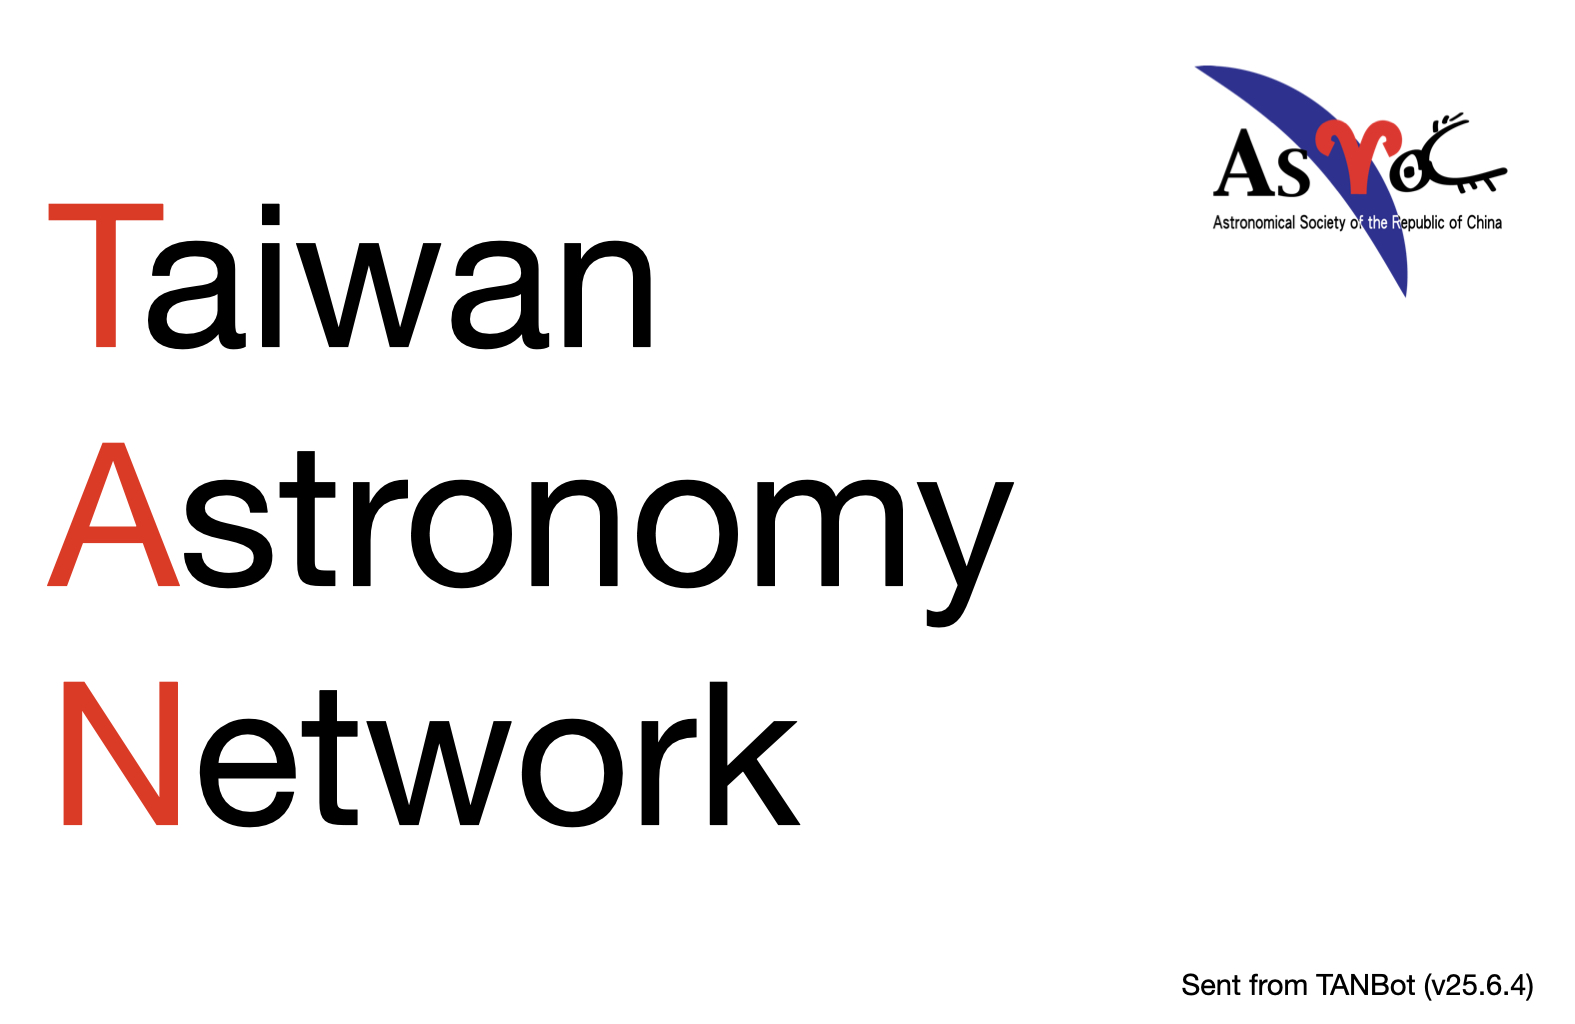 Taiwan
Astronomy
Network
AsRoC
Astronomical Society of the Republic of China
Sent from TANBot (v25.6.4)